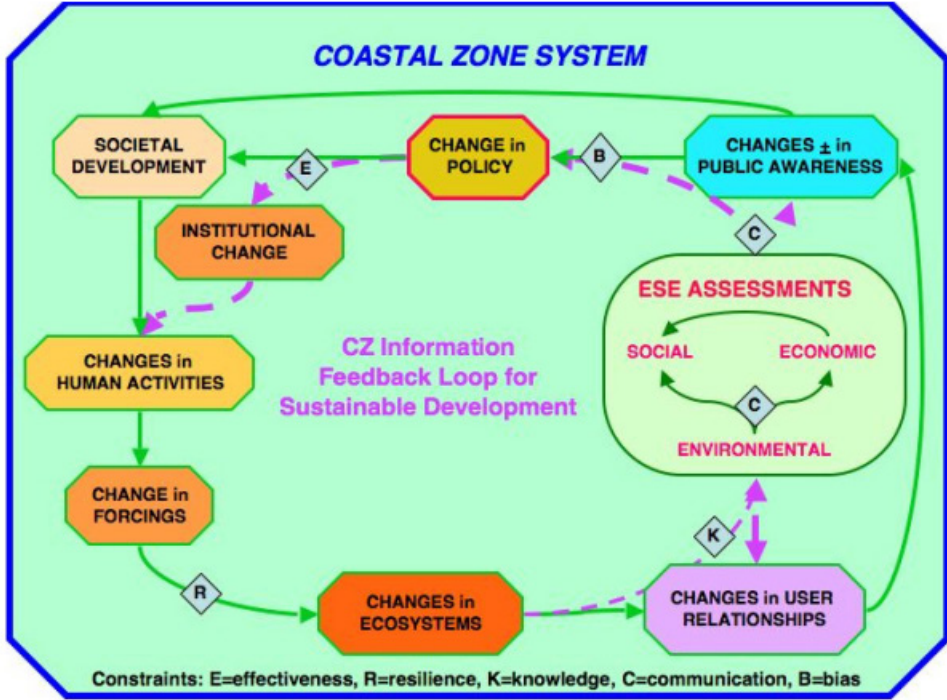 COASTAL ZONE SYSTEM
SOCIETAL
DEVELOPMENT
CHANGE in
POLICY
CHANGES ± in
PUBLIC AWARENESS
E
B
INSTITUTIONAL
CHANGE
C
ESE ASSESSMENTS
SOCIAL
ECONOMIC
C
ENVIRONMENTAL
CZ Information
Feedback Loop for
Sustainable Development
CHANGES in
HUMAN ACTIVITIES
CHANGE in
FORCINGS
R
K
CHANGES in
ECOSYSTEMS
CHANGES in USER
RELATIONSHIPS
Constraints: E=effectiveness, R=resilience, K=knowledge, C=communication, B=bias